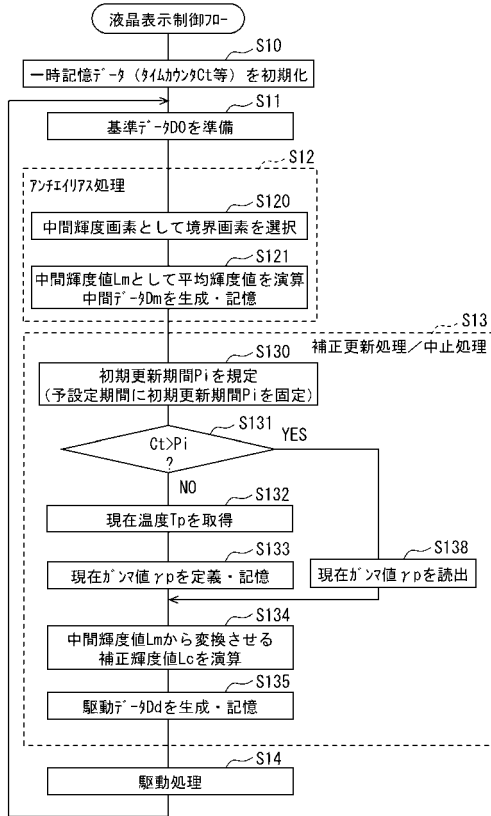 液晶表示制御フロー
S10
一時記憶データ（タイムカウンタCt等）を初期化
S11
基準データDOを準備
S12
アンチエイリアス処理
S120
中間輝度画素として境界画素を選択
S121
中間輝度値Lmとして平均輝度値を演算
中間データDmを生成・記憶
S13
補正更新処理／中止処理
S130
初期更新期間Piを規定
(予設定期間に初期更新期間Piを固定)
S131
Ct>Pi
?
YES
NO
S132
現在温度Tpを取得
S133
現在ガンマ値γpを定義・記憶
S138
現在ガンマ値γpを読出
S134
中間輝度値Lmから変換させる
補正輝度値Lcを演算
S135
駆動データDdを生成・記憶
S14
駆動処理